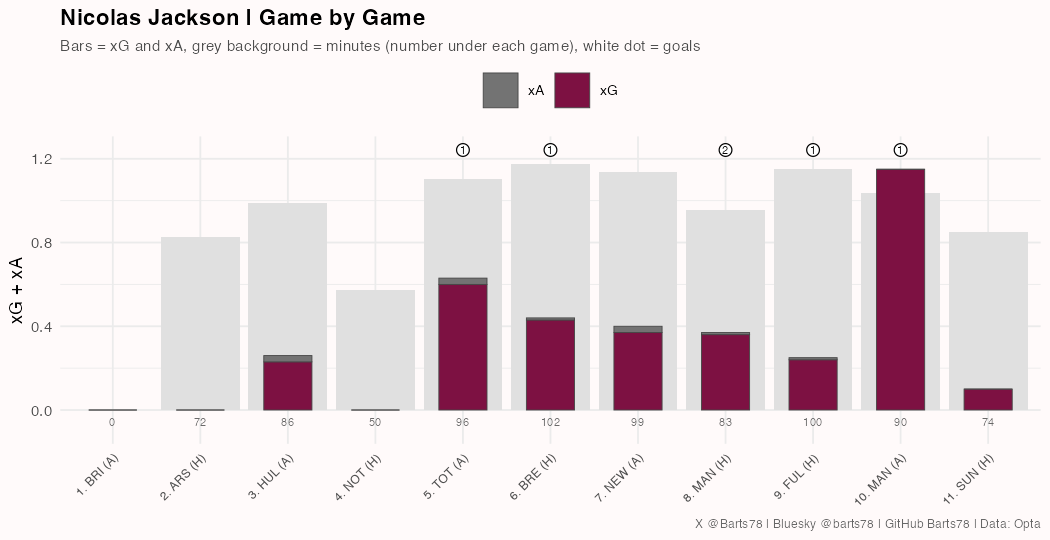 Nicolas Jackson | Game by Game
Bars = xG and xA, grey background = minutes (number under each game), white dot = goals
xA xG
xG + xA
1.2
0.8
0.4
0.0
1 1 2 1 1
0 72 86 50 96 102 99 83 100 90 74
1. BRI (A)
2. ARS (H)
3. HUL (A)
4. NOT (H)
5. TOT (A)
6. BRE (H)
7. NEW (A)
8. MAN (H)
9. FUL (H)
10. MAN (A)
11. SUN (H)
X @Barts78 | Bluesky @barts78 | GitHub Barts78 | Data: Opta